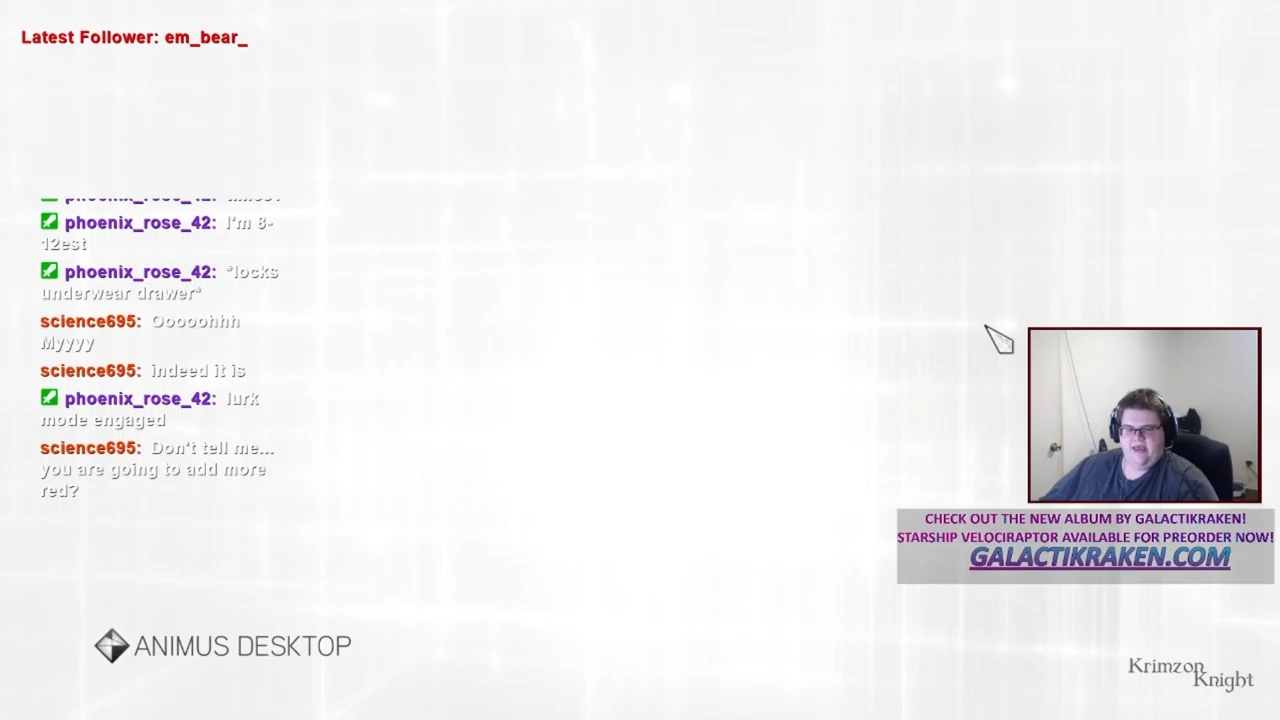 Latest Follower: em_bear_
phoenix_rose_42:
phoenix_rose_42: I'm 8-
12est
phoenix_rose_42: *locks
underwear drawer*
science695: Ooooohhh
Myyyy
science695: indeed it is
phoenix_rose_42: lurk
mode engaged
science695: Don't tell me...
you are going to add more
red?
CHECK OUT THE NEW ALBUM BY GALACTIKRAKEN!
STARSHIP VELOCIRAPTOR AVAILABLE FOR PREORDER NOW!
GALACTIKRAKEN.COM
ANIMUS DESKTOP
Krimzon
Knight